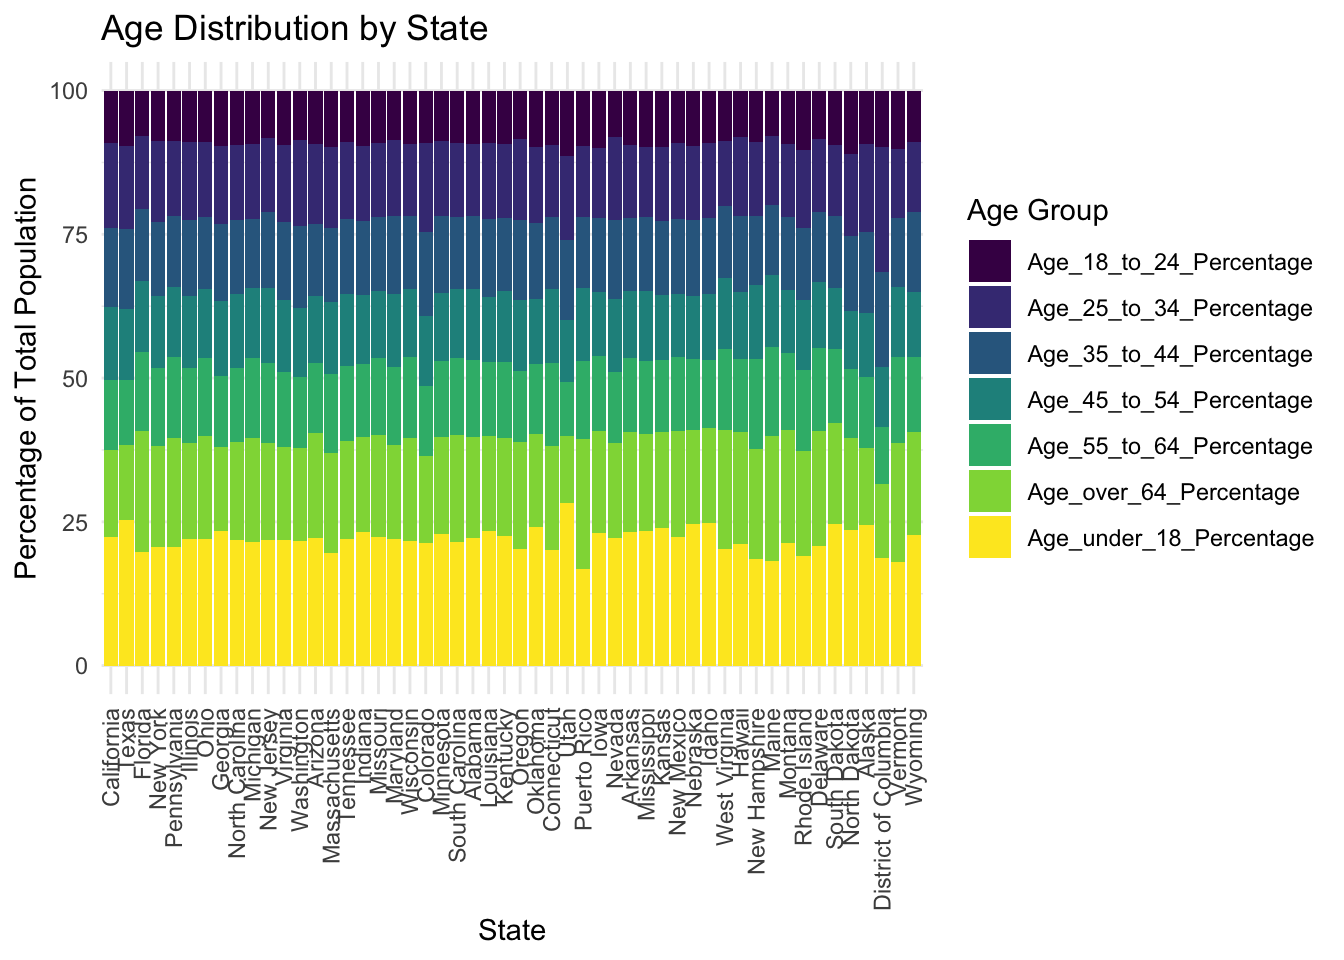 Age Distribution by State
Percentage of Total Population
100
75
50
25
0
California
Texas
Florida
New York
Pennsylvania
Illinois
Ohio
Georgia
North Carolina
Michigan
New Jersey
Virginia
Washington
Arizona
Massachusetts
Tennessee
Indiana
Missouri
Maryland
Wisconsin
Colorado
Minnesota
South Carolina
Alabama
Louisiana
Kentucky
Oregon
Oklahoma
Connecticut
Utah
Puerto Rico
Iowa
Nevada
Arkansas
Mississippi
Kansas
New Mexico
Nebraska
Idaho
West Virginia
Hawaii
New Hampshire
Maine
Montana
Rhode Island
Delaware
South Dakota
North Dakota
Alaska
District of Columbia
Vermont
Wyoming
State
Age Group
Age_18_to_24_Percentage
Age_25_to_34_Percentage
Age_35_to_44_Percentage
Age_45_to_54_Percentage
Age_55_to_64_Percentage
Age_over_64_Percentage
Age_under_18_Percentage